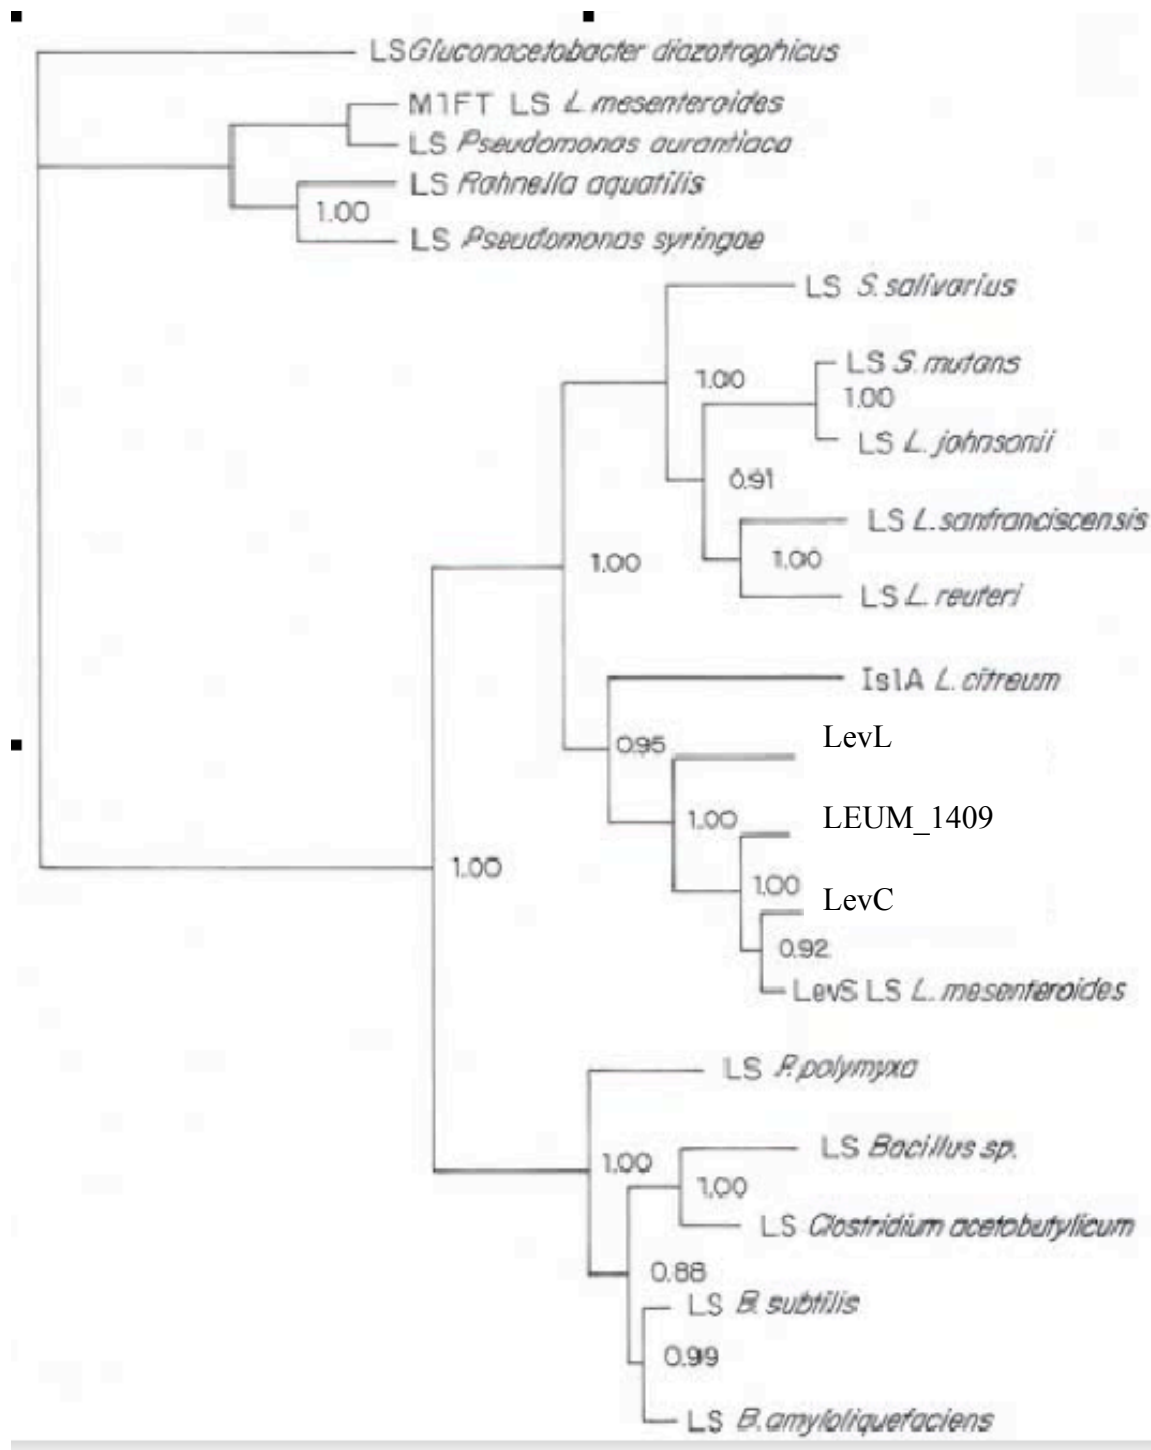 LS Gluconacetobacter diazotrophicus
M1FT LS L. mesenteroides
LS Pseudomonas aurantiaca
LS Rahnella aquatilis
1.00
LS Pseudomonas syringae
LS S. salivarius
LS S. mutans
1.00
1.00
LS L. johnsonii
0.91
LS L. sanfranciscensis
1.00
1.00
LS L. reuteri
IslA L. citreum
LevL
0.95
LEUM_1409
1.00
1.00
LevC
1.00
0.92
LevS LS L. mesenteroides
LS P. polymyxa
LS Bacillus sp.
1.00
1.00
LS Clostridium acetobutylicum
0.88
LS B. subtilis
0.99
LS B. amyloliquefaciens